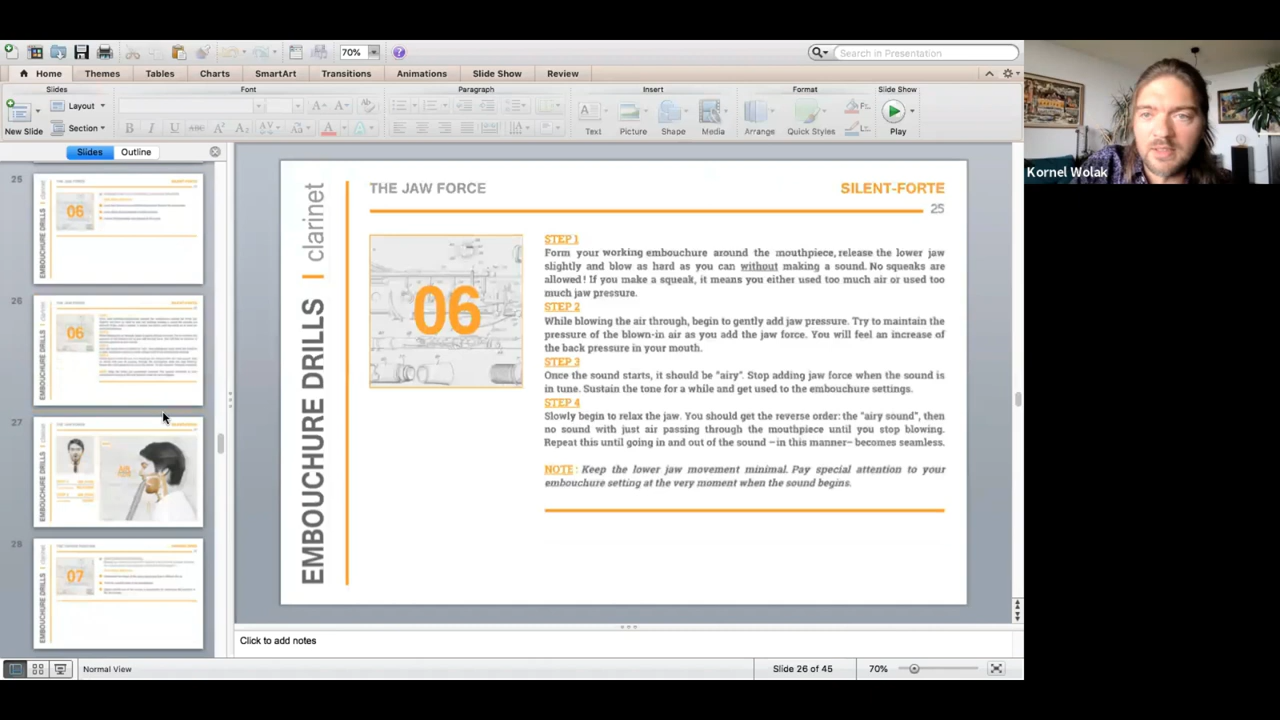 70%
Search in Presentation
Home
Themes
Tables
Charts
SmartArt
Transitions
Animations
Slide Show
Review
Slides
Font
Paragraph
Insert
Format
Slide Show
New Slide
Layout
Section
Text
Picture
Shape
Media
Arrange
Quick Styles
Play
Slides
Outline
25
06
EMBOUCHURE DRILLS | clarinet
26
06
EMBOUCHURE DRILLS | clarinet
27
EMBOUCHURE DRILLS | clarinet
28
07
EMBOUCHURE DRILLS | clarinet
EMBOUCHURE DRILLS | clarinet
THE JAW FORCE
SILENT-FORTE
25
06
STEP 1
Form your working embouchure around the mouthpiece, release the lower jaw
slightly and blow as hard as you can without making a sound. No squeaks are
allowed! If you make a squeak, it means you either used too much air or used too
much jaw pressure.
STEP 2
While blowing the air through, begin to gently add jaw pressure. Try to maintain the
pressure of the blown-in air as you add the jaw force. You will feel an increase of
the back pressure in your mouth.
STEP 3
Once the sound starts, it should be "airy". Stop adding jaw force when the sound is
in tune. Sustain the tone for a while and get used to the embouchure settings.
STEP 4
Slowly begin to relax the jaw. You should get the reverse order: the "airy sound", then
no sound with just air passing through the mouthpiece until you stop blowing.
Repeat this until going in and out of the sound –in this manner– becomes seamless.
NOTE: Keep the lower jaw movement minimal. Pay special attention to your
embouchure setting at the very moment when the sound begins.
Click to add notes
Normal View
Slide 26 of 45
70%
Kornel Wolak